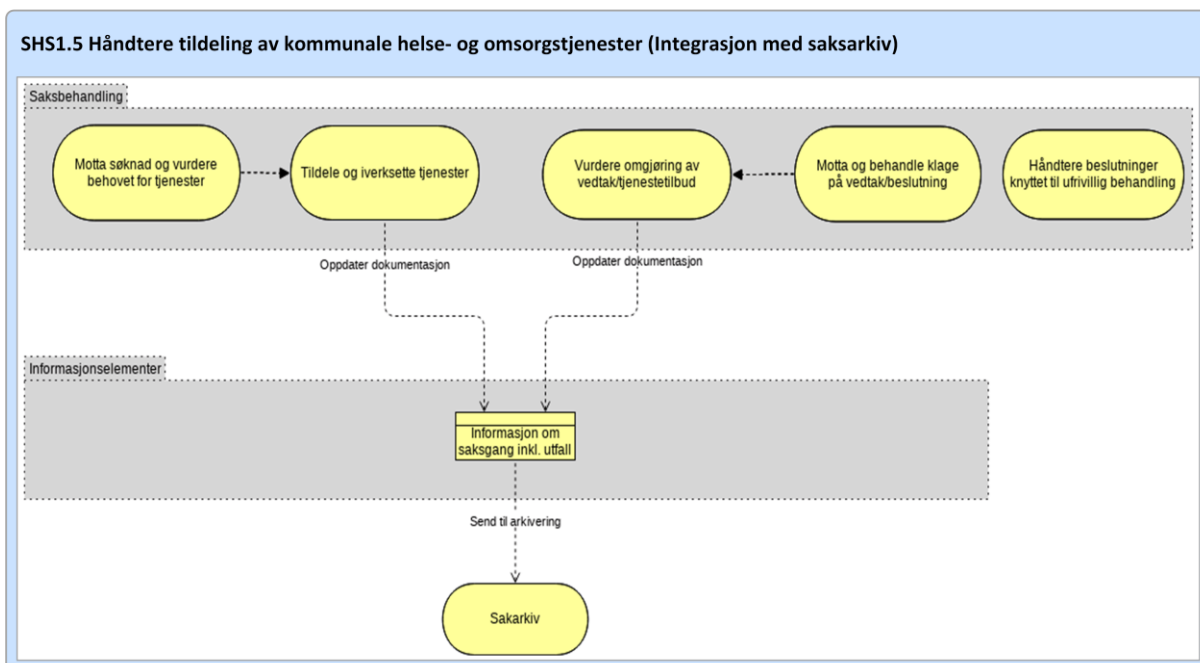 SHS1.5 Håndtere tildeling av kommunale helse- og omsorgstjenester (Integrasjon med saksarkiv)
Saksbehandling
Motta søknad og vurdere
behovet for tjenester
Tildele og iverksette tjenester
Vurdere omgjøring av
vedtak/tjenestetilbud
Motta og behandle klage
på vedtak/beslutning
Håndtere beslutninger
knyttet til ufrivillig behandling
Oppdater dokumentasjon
Oppdater dokumentasjon
Informasjonselementer
Informasjon om
saksgang inkl. utfall
Send til arkivering
Sakarkiv